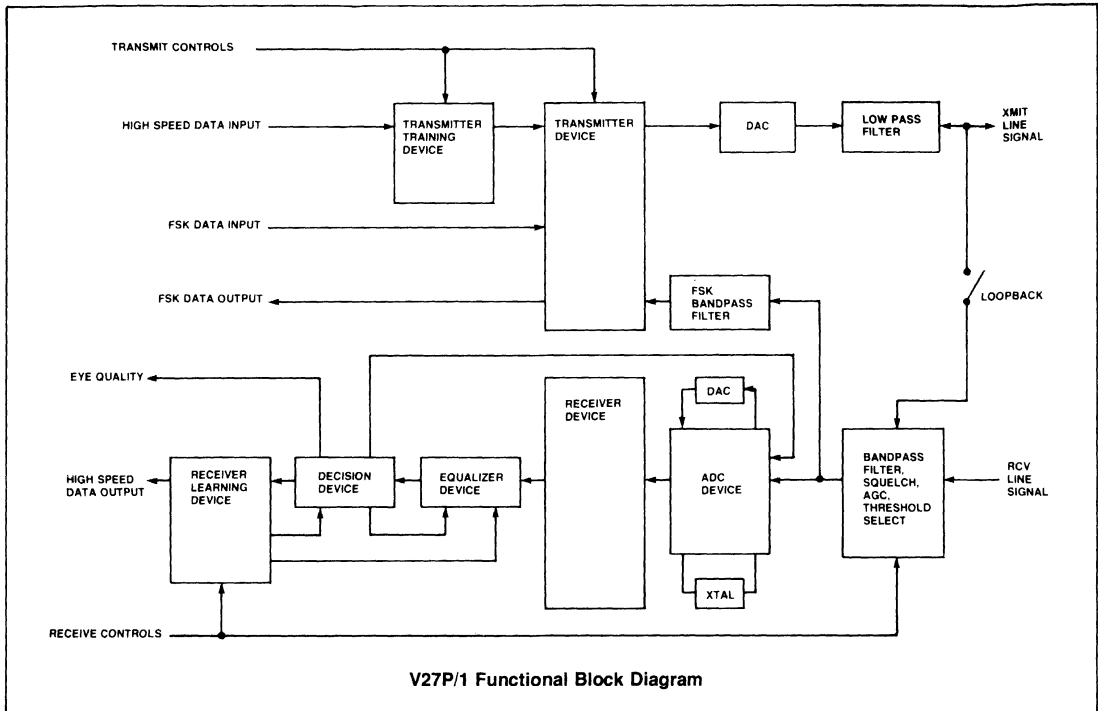 TRANSMIT CONTROLS
HIGH SPEED DATA INPUT
TRANSMITTER
TRAINING
DEVICE
TRANSMITTER
DEVICE
DAC
LOW PASS
FILTER
XMIT
LINE
SIGNAL
FSK DATA INPUT
FSK DATA OUTPUT
FSK
BANDPASS
FILTER
LOOPBACK
EYE QUALITY
HIGH SPEED
DATA OUTPUT
RECEIVER
LEARNING
DEVICE
DECISION
DEVICE
EQUALIZER
DEVICE
RECEIVER
DEVICE
DAC
ADC
DEVICE
XTAL
BANDPASS
FILTER,
SQUELCH,
AGC,
THRESHOLD
SELECT
RCV
LINE
SIGNAL
RECEIVE CONTROLS
V27P/1 Functional Block Diagram